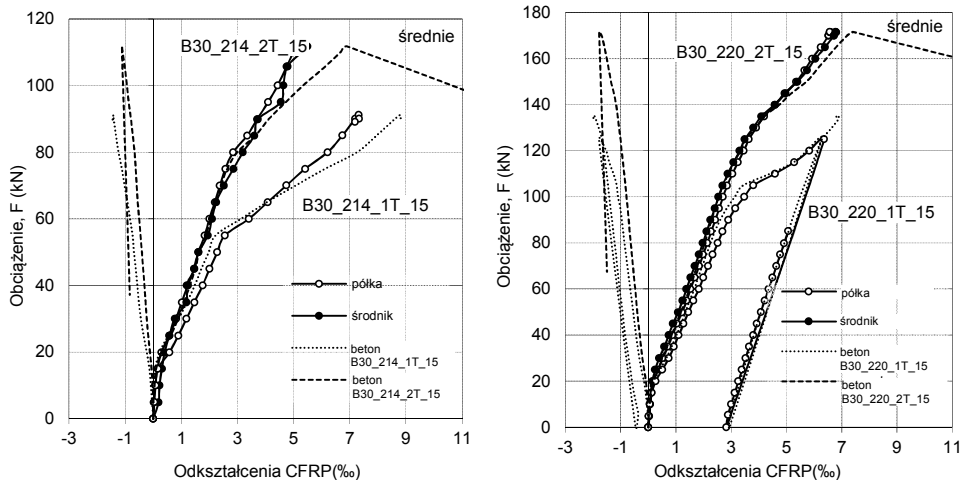 120
100
80
60
40
20
0
Obciążenie, F (kN)
-3 -1 1 3 5 7 9 11
Odkształcenia CFRP(‰)
B30_214_2T_15
średnie
B30_214_1T_15
półka
środnik
beton
B30_214_1T_15
beton
B30_214_2T_15
180
160
140
120
100
80
60
40
20
0
Obciążenie, F (kN)
-3 -1 1 3 5 7 9 11
Odkształcenia CFRP(‰)
średnie
B30_220_2T_15
B30_220_1T_15
półka
środnik
beton
B30_220_1T_15
beton
B30_220_2T_15